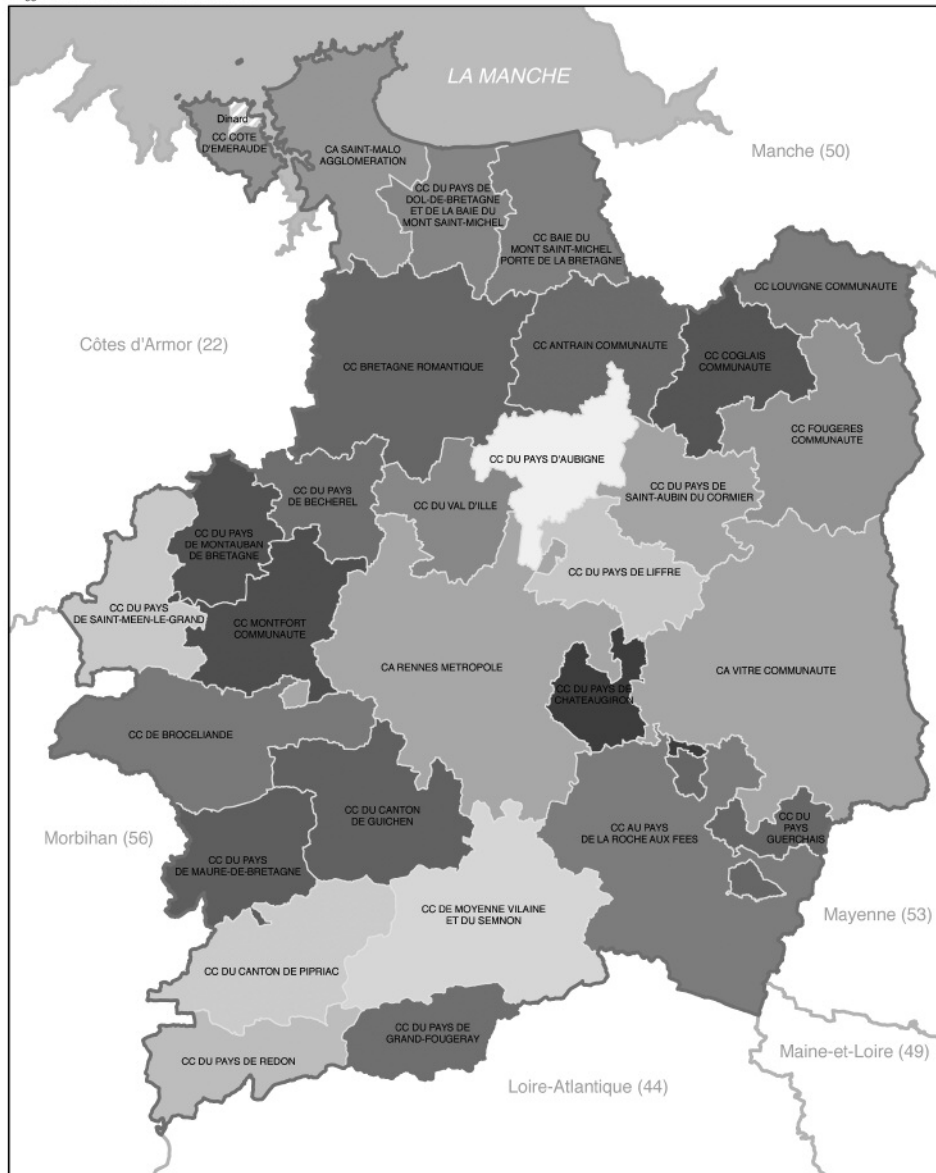 LA MANCHE
Dinard
CC COTE
D'EMERAUDE
CA SAINT-MALO
AGGLOMERATION
Manche (50)
CC DU PAYS DE
DOL-DE-BRETAGNE
ET DE LA BAIE DU
MONT SAINT-MICHEL
CC BAIE DU
MONT SAINT-MICHEL
PORTE DE LA BRETAGNE
CC LOUVIGNE COMMUNAUTE
Côtes d'Armor (22)
CC BRETAGNE ROMANTIQUE
CC ANTRAIN COMMUNAUTE
CC COGLAIS
COMMUNAUTE
CC FOUGERES
COMMUNAUTE
CC DU PAYS D'AUBIGNE
CC DU PAYS
DE BECHEREL
CC DU VAL D'ILLE
CC DU PAYS DE
SAINT-AUBIN DU CORMIER
CC DU PAYS
DE MONTAUBAN
DE BRETAGNE
CC DU PAYS DE LIFFRE
CC DU PAYS
DE SAINT-MEEN-LE-GRAND
CC MONTFORT
COMMUNAUTE
CA RENNES METROPOLE
CC DU PAYS DE
CHATEAUGIRON
CA VITRE COMMUNAUTE
CC DE BROCELIANDE
CC DU CANTON
DE GUICHEN
CC AU PAYS
DE LA ROCHE AUX FEES
CC DU
PAYS
GUERCHAIS
Morbihan (56)
CC DU PAYS
DE MAURE-DE-BRETAGNE
CC DE MOYENNE VILAINE
ET DU SEMNON
Mayenne (53)
CC DU CANTON DE PIPRIAC
CC DU PAYS DE
GRAND-FOUGERAY
CC DU PAYS DE REDON
Maine-et-Loire (49)
Loire-Atlantique (44)